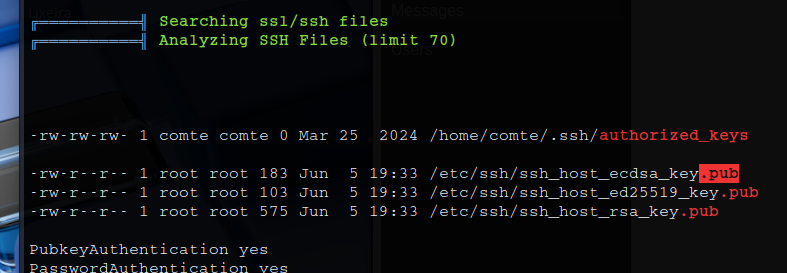 ╔══════════╣ Searching ssl/ssh files
╔══════════╣ Analyzing SSH Files (limit 70)
-rw-rw-rw- 1 comte comte 0 Mar 25  2024 /home/comte/.ssh/authorized_keys
-rw-r--r-- 1 root root 183 Jun  5 19:33 /etc/ssh/ssh_host_ecdsa_key.pub
-rw-r--r-- 1 root root 103 Jun  5 19:33 /etc/ssh/ssh_host_ed25519_key.pub
-rw-r--r-- 1 root root 575 Jun  5 19:33 /etc/ssh/ssh_host_rsa_key.pub
PubkeyAuthentication yes
PasswordAuthentication yes
Messages
Users